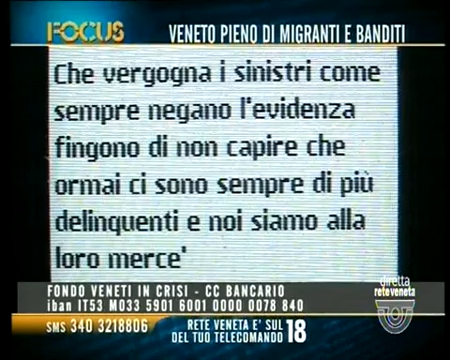 FOCUS
VENETO PIENO DI MIGRANTI E BANDITI
Che vergogna i sinistri come
sempre negano l'evidenza
fingono di non capire che
ormai ci sono sempre di più
delinquenti e noi siamo alla
loro merce'
diretta
reteveneta
FONDO VENETI IN CRISI - CC BANCARIO
iban IT53 M033 5901 6001 0000 0078 840
SMS 340 3218806
RETE VENETA E' SUL
DEL TUO TELECOMANDO
18